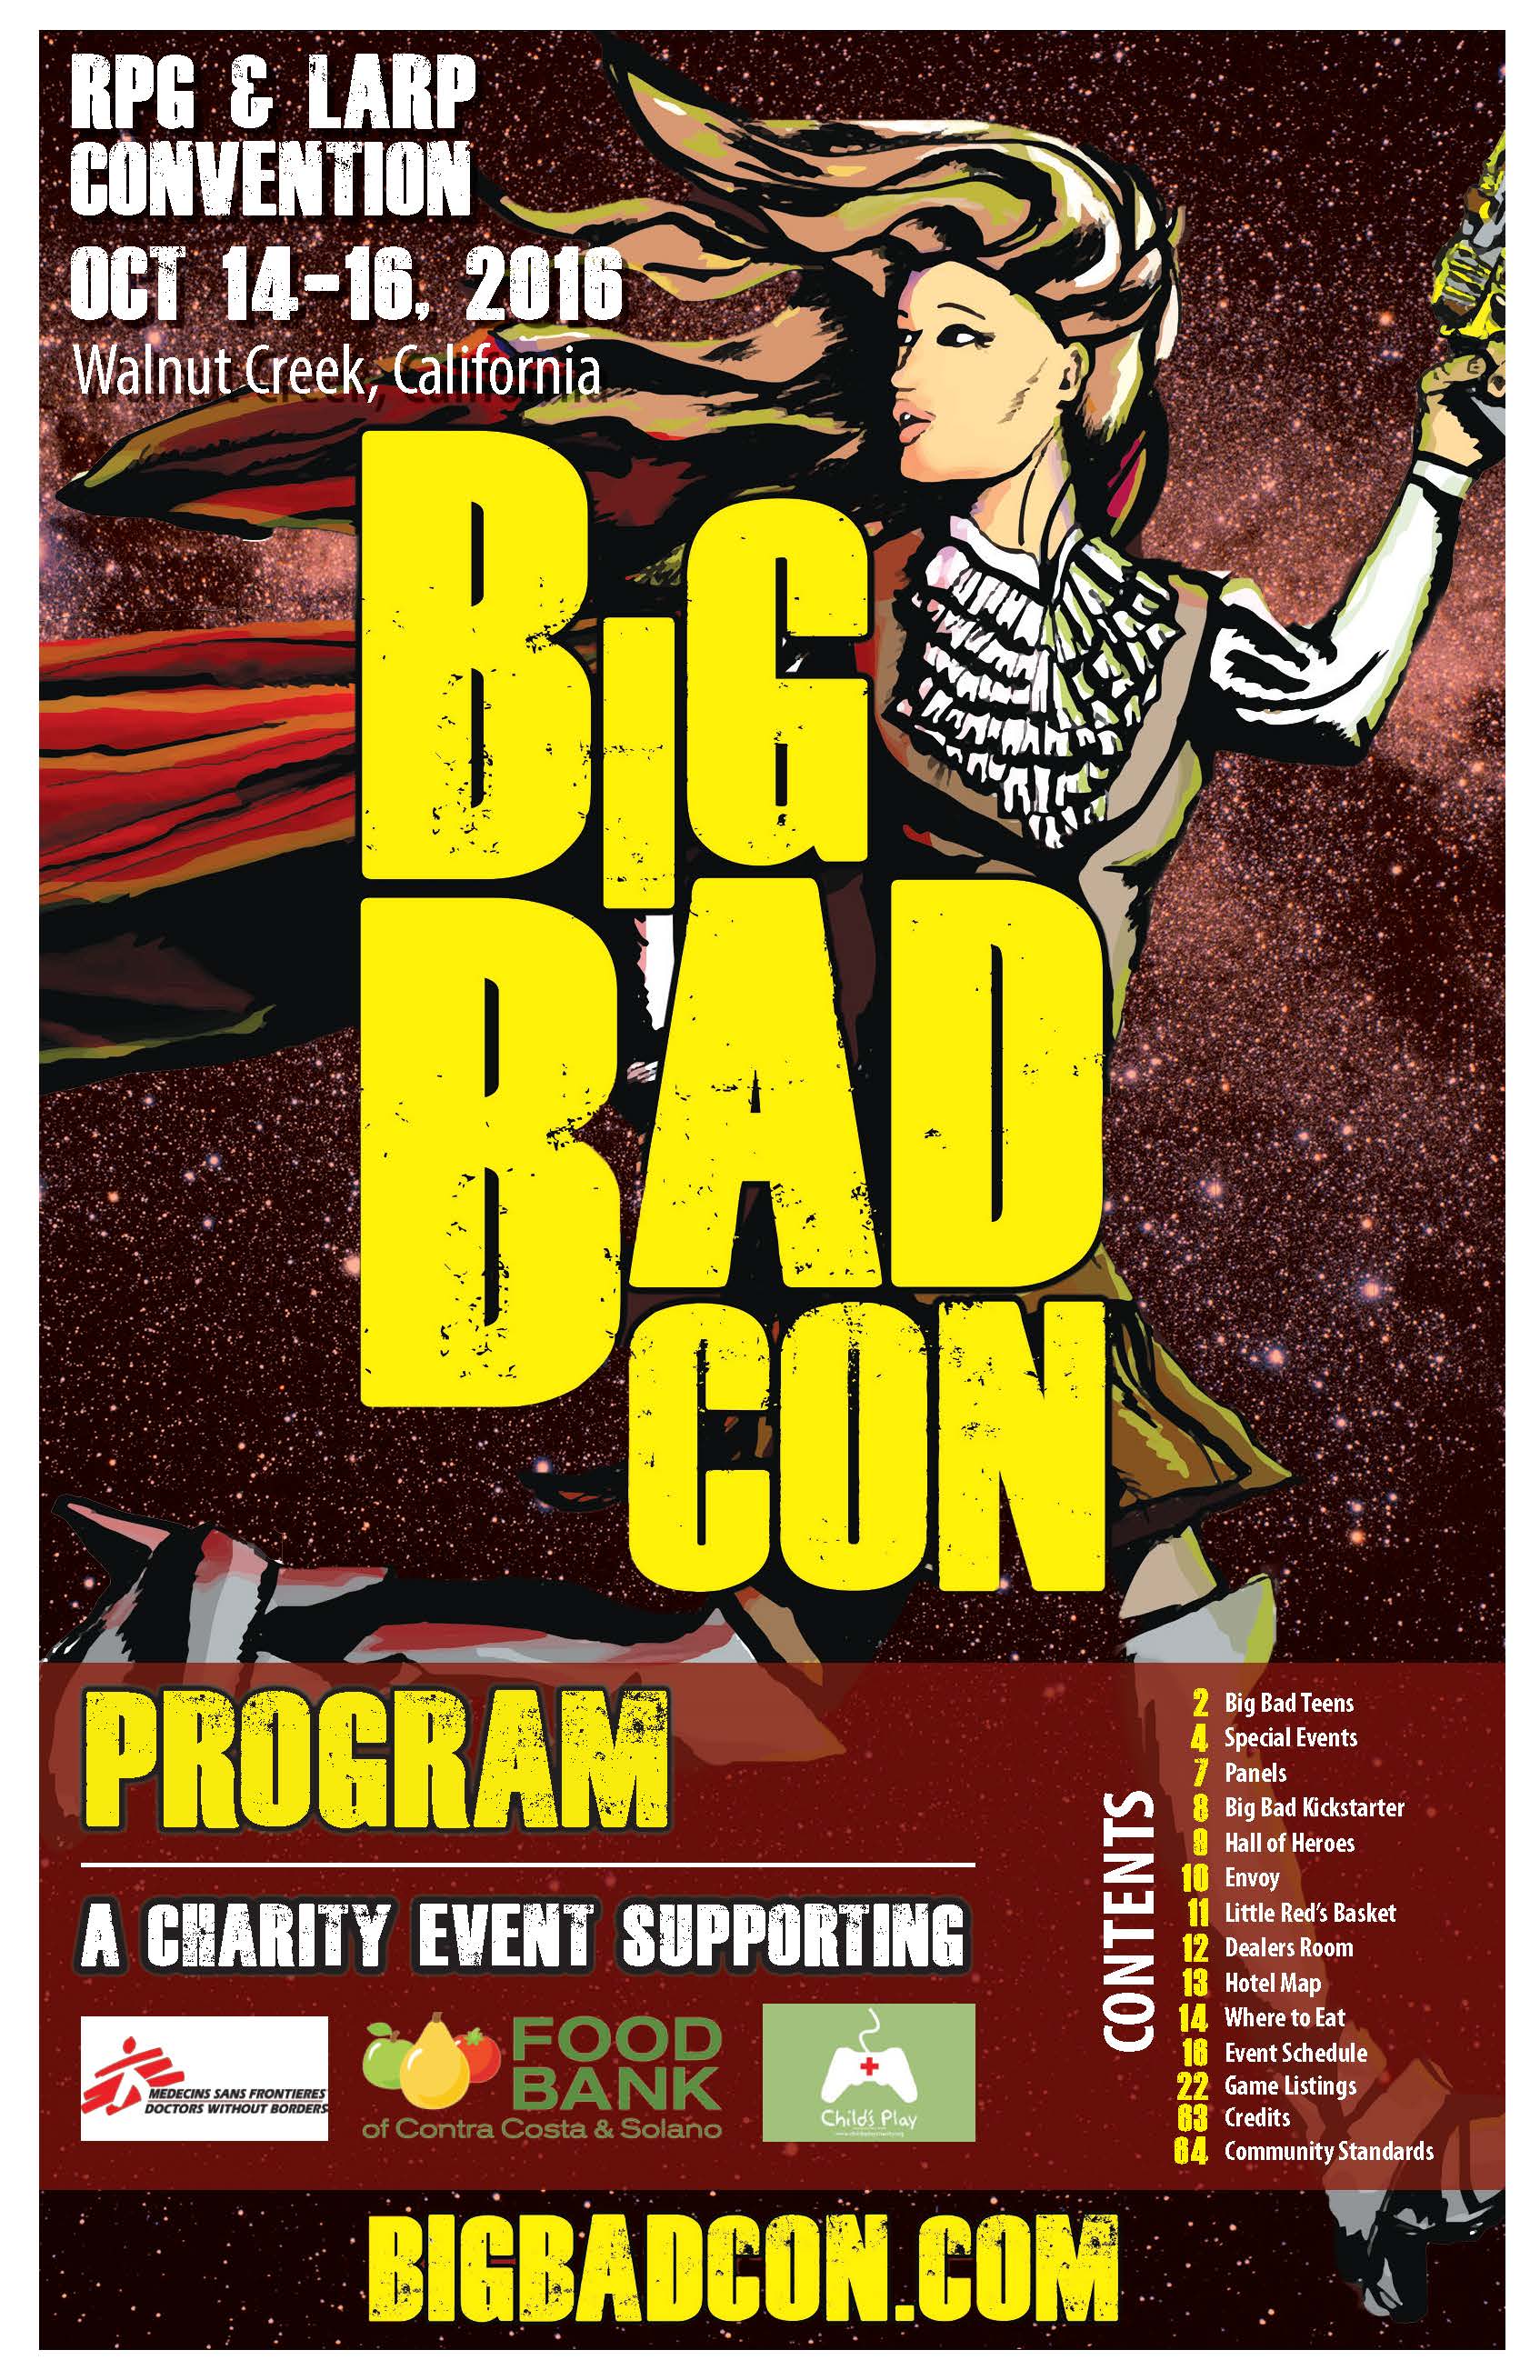 RPG & LARP
CONVENTION
OCT 14-16, 2016
Walnut Creek, California
BiG
BAD
CON
PROGRAM
A CHARITY EVENT SUPPORTING
MEDECINS SANS FRONTIERES
DOCTORS WITHOUT BORDERS
FOOD
BANK
of Contra Costa & Solano
Child's Play
CONTENTS
2 Big Bad Teens
4 Special Events
7 Panels
8 Big Bad Kickstarter
9 Hall of Heroes
10 Envoy
11 Little Red's Basket
12 Dealers Room
13 Hotel Map
14 Where to Eat
16 Event Schedule
22 Game Listings
63 Credits
64 Community Standards
BIGBADCON.COM